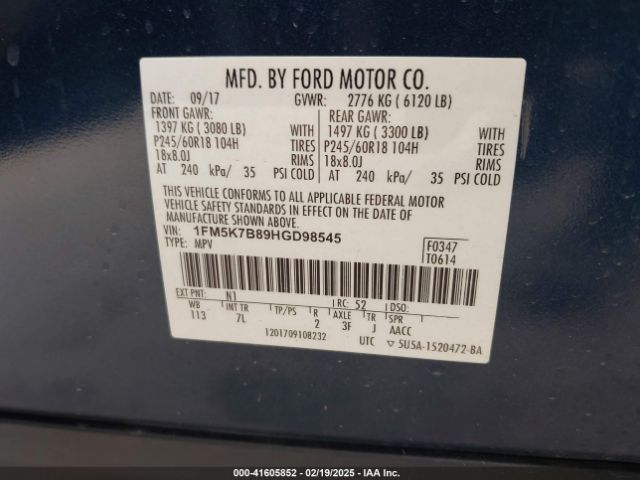 MFD. BY FORD MOTOR CO.
DATE: 09/17 GVWR: 2776 KG ( 6120 LB)
FRONT GAWR: REAR GAWR:
1397 KG ( 3080 LB) WITH 1497 KG ( 3300 LB) WITH
P245/60R18 104H TIRES P245/60R18 104H TIRES
18x8.0J RIMS 18x8.0J RIMS
AT 240 kPa/ 35 PSI COLD AT 240 kPa/ 35 PSI COLD
THIS VEHICLE CONFORMS TO ALL APPLICABLE FEDERAL MOTOR
VEHICLE SAFETY STANDARDS IN EFFECT ON THE DATE OF
MANUFACTURE SHOWN ABOVE.
VIN: 1FM5K7B89HGD98545
TYPE: MPV F0347
T0614
EXT PNT: N1 RC: 52 DSO:
WB INT TR TP/PS R AXLE TR SPR
113 7L 2 3F J AACC
1201709108232 UTC ▽5U5A-1520472-BA
00-41605852 - 02/19/2025 - IAAI.COM